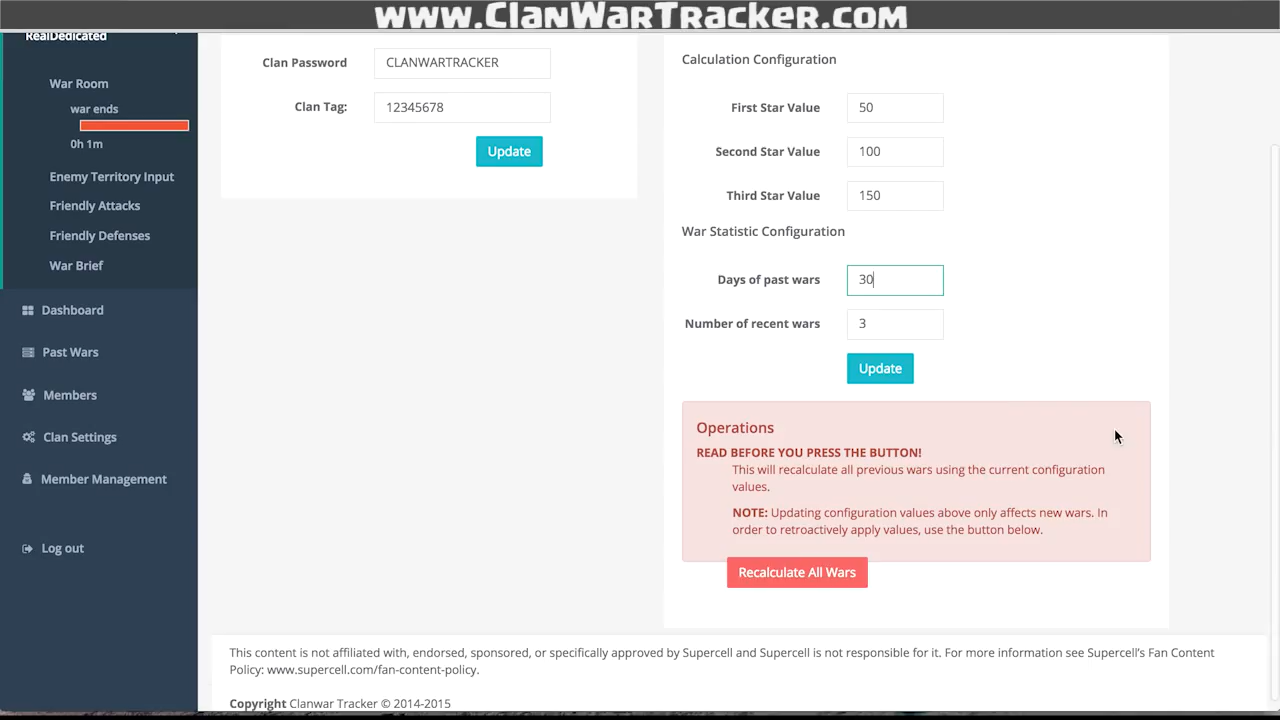 www.ClanWarTracker.com
RealDedicated
War Room
war ends
0h 1m
Enemy Territory Input
Friendly Attacks
Friendly Defenses
War Brief
Dashboard
Past Wars
Members
Clan Settings
Member Management
Log out
Clan Password CLANWARTRACKER
Clan Tag: 12345678
Update
Calculation Configuration
First Star Value 50
Second Star Value 100
Third Star Value 150
War Statistic Configuration
Days of past wars 30
Number of recent wars 3
Update
Operations
READ BEFORE YOU PRESS THE BUTTON!
This will recalculate all previous wars using the current configuration
values.
NOTE: Updating configuration values above only affects new wars. In
order to retroactively apply values, use the button below.
Recalculate All Wars
This content is not affiliated with, endorsed, sponsored, or specifically approved by Supercell and Supercell is not responsible for it. For more information see Supercell's Fan Content
Policy: www.supercell.com/fan-content-policy.
Copyright Clanwar Tracker © 2014-2015